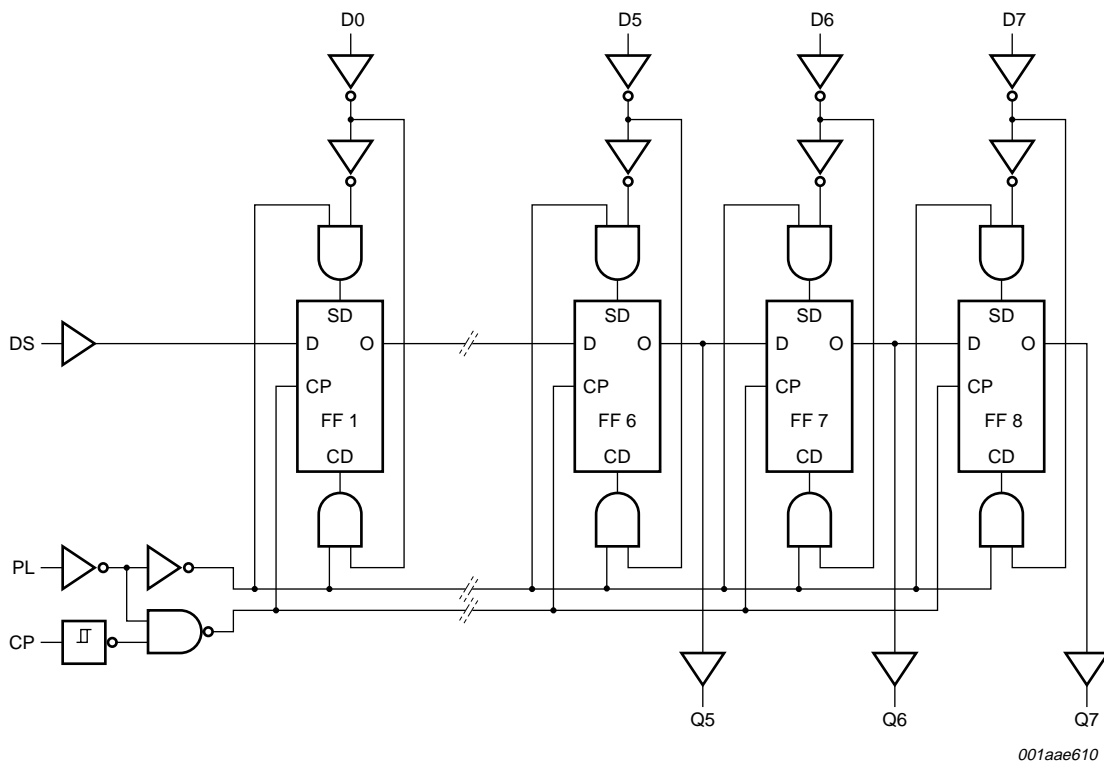 D0 D5 D6 D7
SD SD SD SD
DS D O D O D O D O
CP CP CP CP
FF 1 FF 6 FF 7 FF 8
CD CD CD CD
PL
CP
Q5 Q6 Q7
001aae610